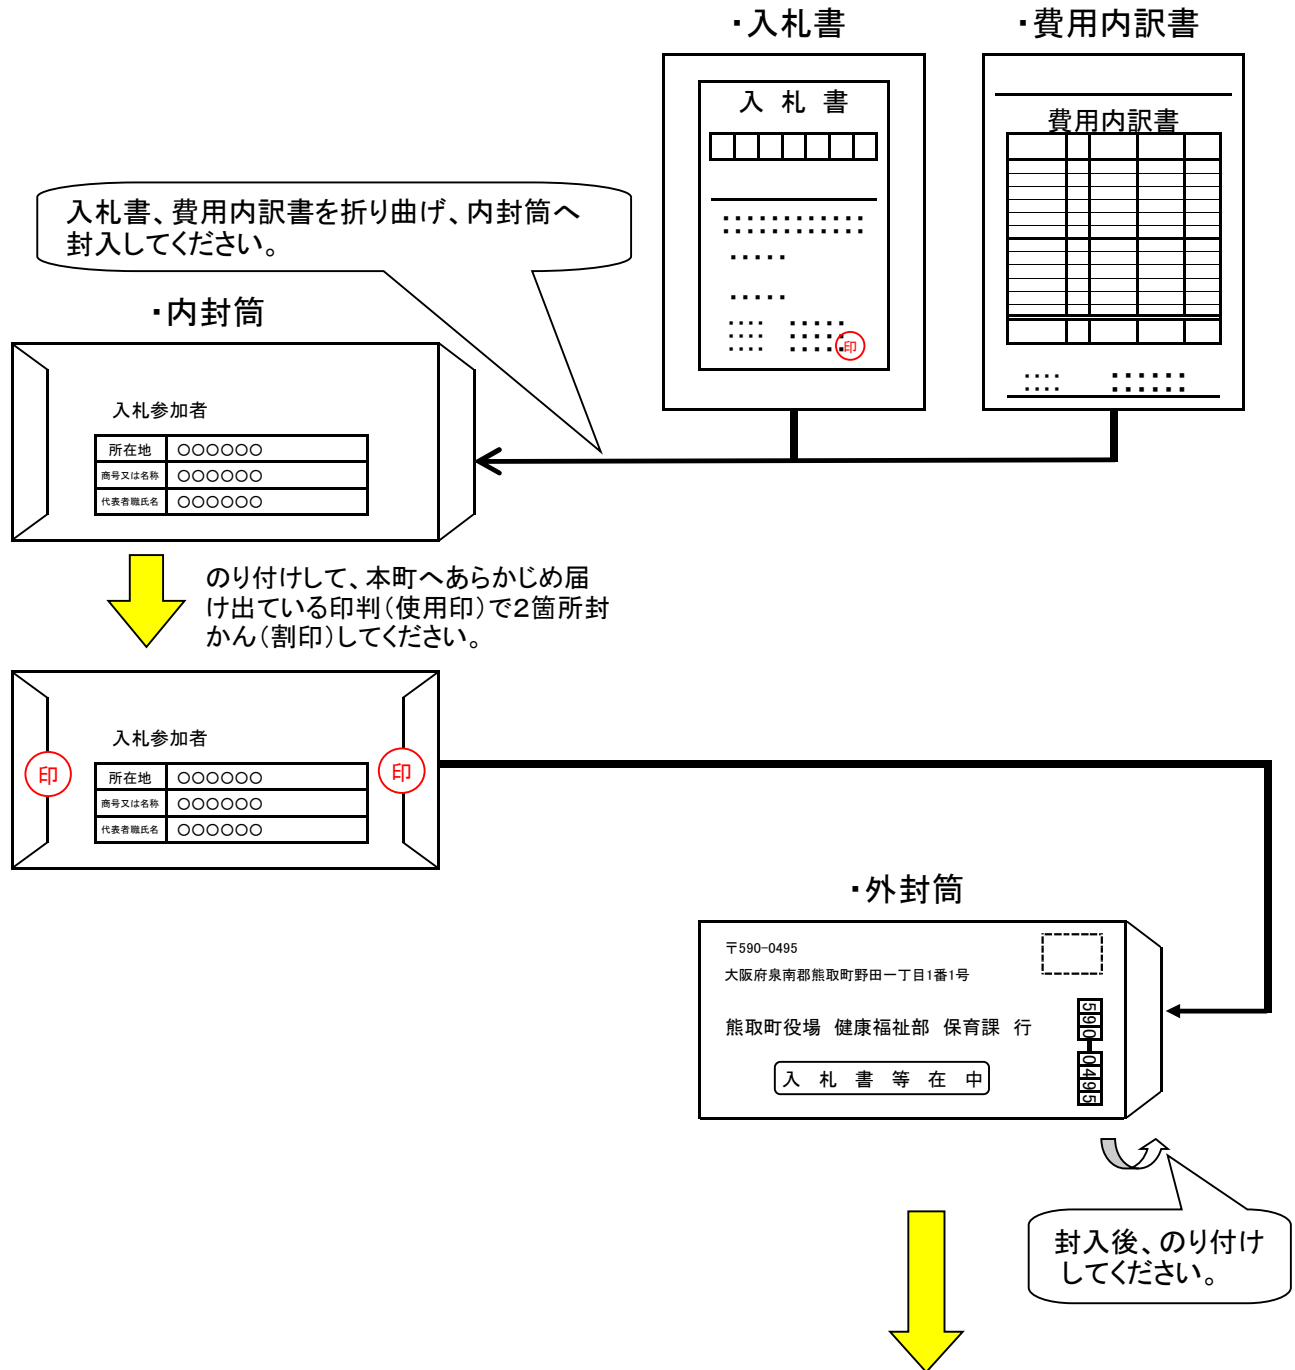 ・入札書
・費用内訳書
入 札 書
費用内訳書
印
入札書、費用内訳書を折り曲げ、内封筒へ
封入してください。
・内封筒
入札参加者
所在地 ○○○○○○
商号又は名称 ○○○○○○
代表者職氏名 ○○○○○○
のり付けして、本町へあらかじめ届
け出ている印判(使用印)で2箇所封
かん(割印)してください。
入札参加者
印
印
所在地 ○○○○○○
商号又は名称 ○○○○○○
代表者職氏名 ○○○○○○
・外封筒
〒590-0495
大阪府泉南郡熊取町野田一丁目1番1号
熊取町役場 健康福祉部 保育課 行
入 札 書 等 在 中
590-0495
封入後、のり付け
してください。